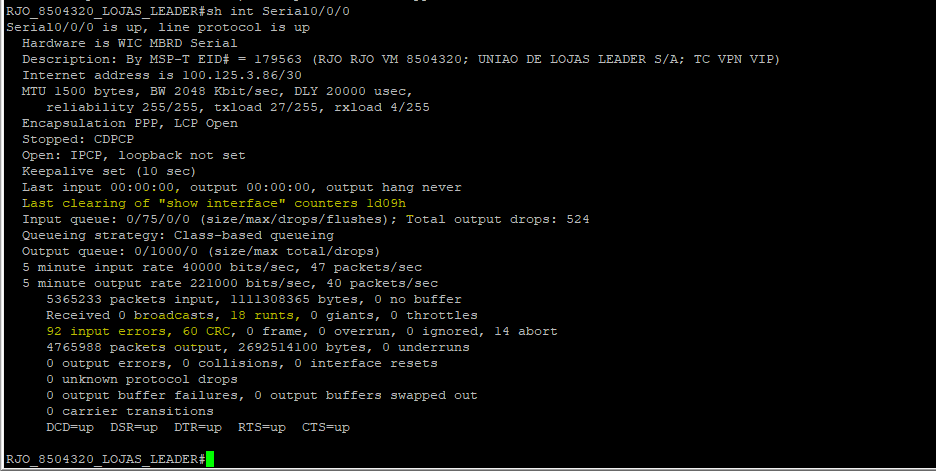 RJO_8504320_LOJAS_LEADER#sh int Serial0/0/0
Serial0/0/0 is up, line protocol is up
Hardware is WIC MBRD Serial
Description: By MSP-T EID# = 179563 (RJO RJO VM 8504320; UNIAO DE LOJAS LEADER S/A; TC VPN VIP)
Internet address is 100.125.3.86/30
MTU 1500 bytes, BW 2048 Kbit/sec, DLY 20000 usec,
reliability 255/255, txload 27/255, rxload 4/255
Encapsulation PPP, LCP Open
Stopped: CDPCP
Open: IPCP, loopback not set
Keepalive set (10 sec)
Last input 00:00:00, output 00:00:00, output hang never
Last clearing of "show interface" counters 1d09h
Input queue: 0/75/0/0 (size/max/drops/flushes); Total output drops: 524
Queueing strategy: Class-based queueing
Output queue: 0/1000/0 (size/max total/drops)
5 minute input rate 40000 bits/sec, 47 packets/sec
5 minute output rate 221000 bits/sec, 40 packets/sec
5365233 packets input, 1111308365 bytes, 0 no buffer
Received 0 broadcasts, 18 runts, 0 giants, 0 throttles
92 input errors, 60 CRC, 0 frame, 0 overrun, 0 ignored, 14 abort
4765988 packets output, 2692514100 bytes, 0 underruns
0 output errors, 0 collisions, 0 interface resets
0 unknown protocol drops
0 output buffer failures, 0 output buffers swapped out
0 carrier transitions
DCD=up DSR=up DTR=up RTS=up CTS=up
RJO_8504320_LOJAS_LEADER#